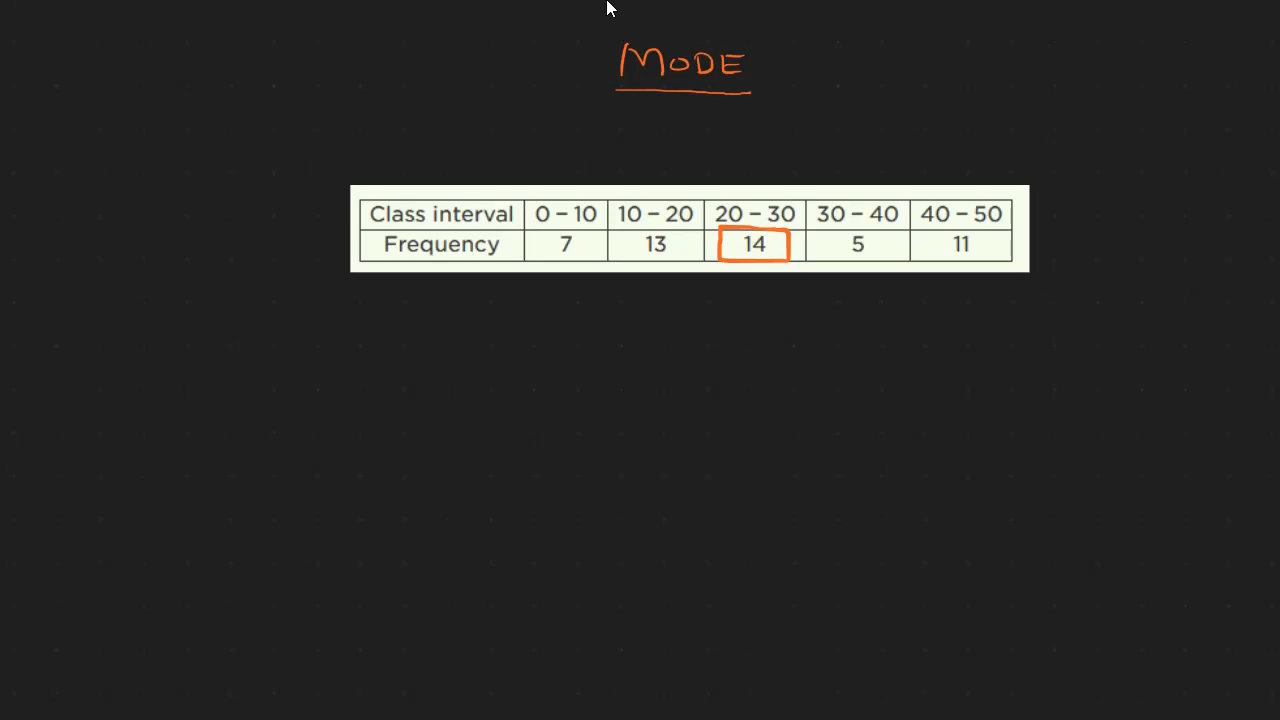 MODE
Class interval 0 – 10 10 – 20 20 – 30 30 – 40 40 – 50
Frequency 7 13 14 5 11